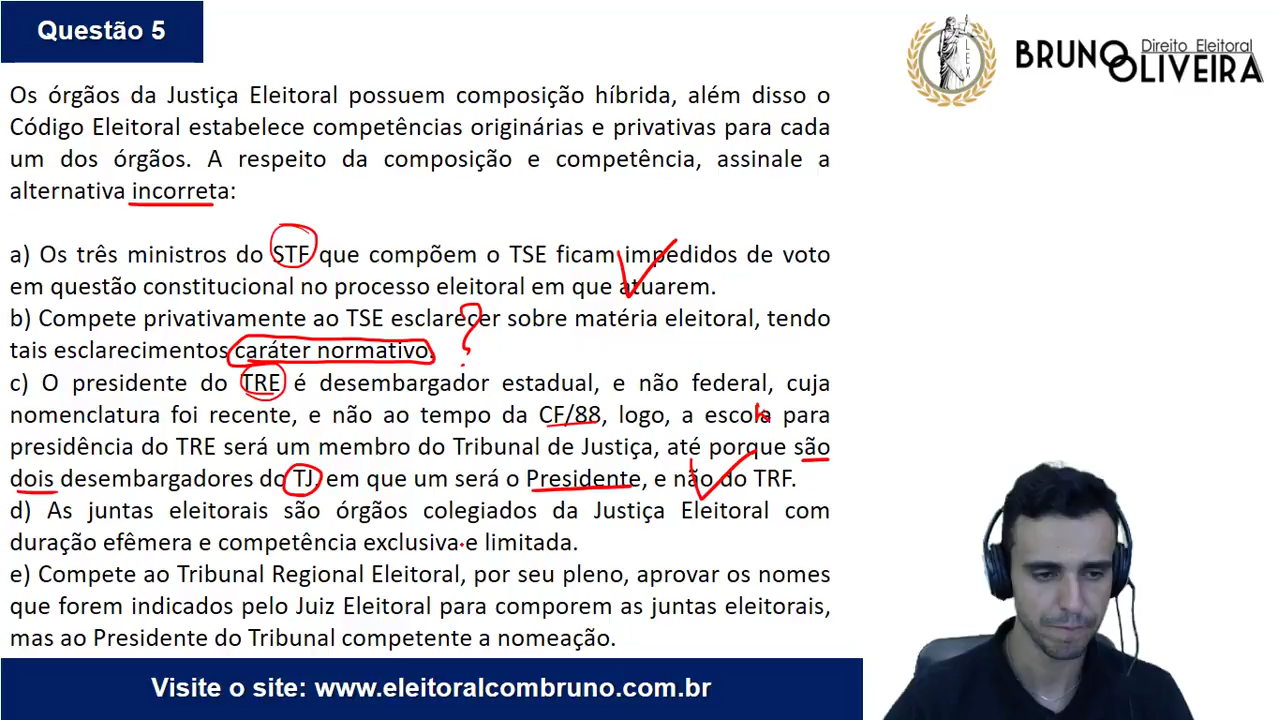 Questão 5
LEX
BRUNO OLIVEIRA
Direito Eleitoral
Os órgãos da Justiça Eleitoral possuem composição híbrida, além disso o
Código Eleitoral estabelece competências originárias e privativas para cada
um dos órgãos. A respeito da composição e competência, assinale a
alternativa incorreta:
a) Os três ministros do STF que compõem o TSE ficam impedidos de voto
em questão constitucional no processo eleitoral em que atuarem.
b) Compete privativamente ao TSE esclarecer sobre matéria eleitoral, tendo
tais esclarecimentos caráter normativo.
?
c) O presidente do TRE é desembargador estadual, e não federal, cuja
nomenclatura foi recente, e não ao tempo da CF/88, logo, a escola para
presidência do TRE será um membro do Tribunal de Justiça, até porque são
dois desembargadores do TJ, em que um será o Presidente, e não do TRF.
d) As juntas eleitorais são órgãos colegiados da Justiça Eleitoral com
duração efêmera e competência exclusiva e limitada.
e) Compete ao Tribunal Regional Eleitoral, por seu pleno, aprovar os nomes
que forem indicados pelo Juiz Eleitoral para comporem as juntas eleitorais,
mas ao Presidente do Tribunal competente a nomeação.
Visite o site: www.eleitoralcombruno.com.br